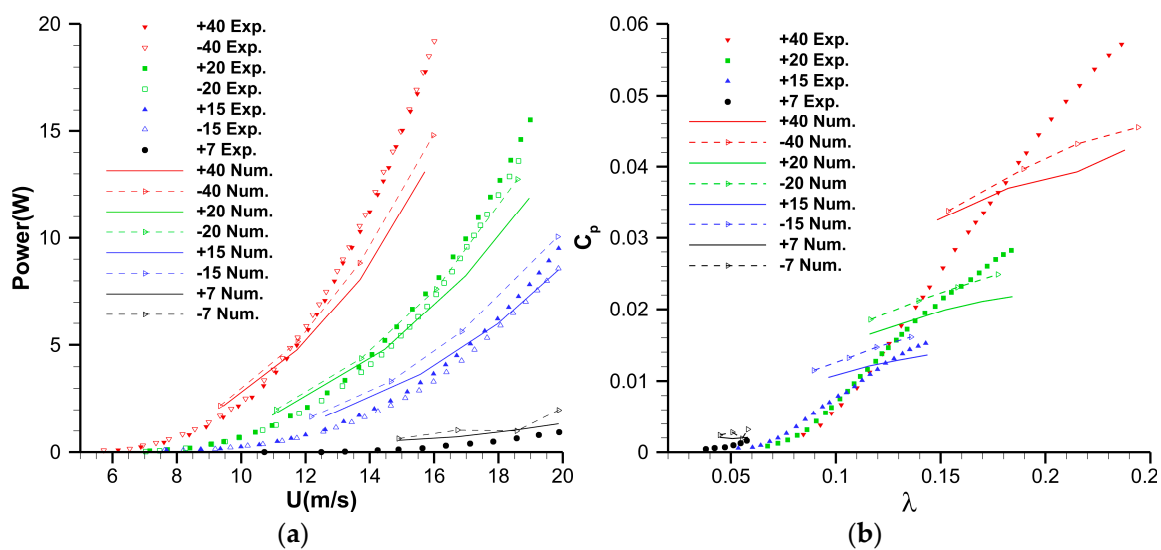 20
15
10
5
0
Power(W)
6
8
10
12
14
16
18
20
U(m/s)
+40 Exp.
-40 Exp.
+20 Exp.
-20 Exp.
+15 Exp.
-15 Exp.
+7 Exp.
+40 Num.
-40 Num.
+20 Num.
-20 Num.
+15 Num.
-15 Num.
+7 Num.
-7 Num.
(a)
0.06
0.05
0.04
0.03
0.02
0.01
0
Cp
0.05
0.1
0.15
0.2
0.2
λ
+40 Exp.
+20 Exp.
+15 Exp.
+7 Exp.
+40 Num.
-40 Num.
+20 Num.
-20 Num
+15 Num.
-15 Num.
+7 Num.
-7 Num.
(b)